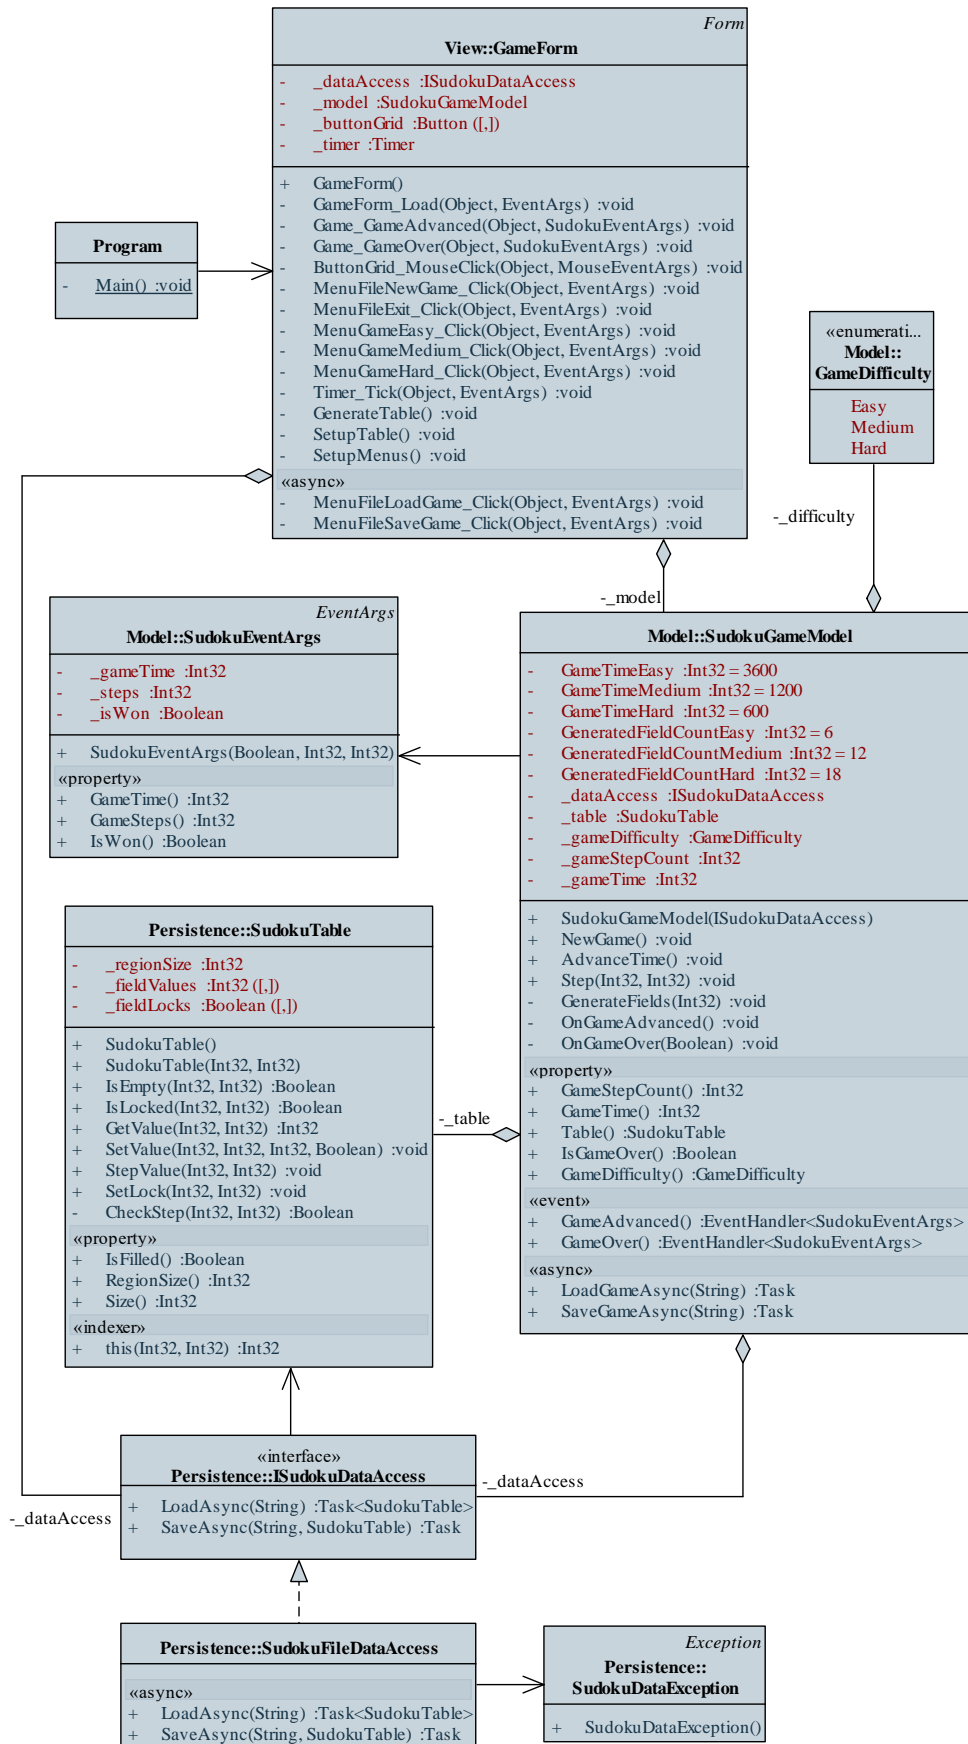 Form
View::GameForm
- _dataAccess :ISudokuDataAccess
- _model :SudokuGameModel
- _buttonGrid :Button ([,])
- _timer :Timer
+ GameForm()
- GameForm_Load(Object, EventArgs) :void
- Game_GameAdvanced(Object, SudokuEventArgs) :void
- Game_GameOver(Object, SudokuEventArgs) :void
- ButtonGrid_MouseClick(Object, MouseEventArgs) :void
- MenuFileNewGame_Click(Object, EventArgs) :void
- MenuFileExit_Click(Object, EventArgs) :void
- MenuGameEasy_Click(Object, EventArgs) :void
- MenuGameMedium_Click(Object, EventArgs) :void
- MenuGameHard_Click(Object, EventArgs) :void
- Timer_Tick(Object, EventArgs) :void
- GenerateTable() :void
- SetupTable() :void
- SetupMenus() :void
«async»
- MenuFileLoadGame_Click(Object, EventArgs) :void
- MenuFileSaveGame_Click(Object, EventArgs) :void
Program
- Main() :void
«enumerati...
Model::
GameDifficulty
Easy
Medium
Hard
-_difficulty
-_model
EventArgs
Model::SudokuEventArgs
- _gameTime :Int32
- _steps :Int32
- _isWon :Boolean
+ SudokuEventArgs(Boolean, Int32, Int32)
«property»
+ GameTime() :Int32
+ GameSteps() :Int32
+ IsWon() :Boolean
Model::SudokuGameModel
- GameTimeEasy :Int32 = 3600
- GameTimeMedium :Int32 = 1200
- GameTimeHard :Int32 = 600
- GeneratedFieldCountEasy :Int32 = 6
- GeneratedFieldCountMedium :Int32 = 12
- GeneratedFieldCountHard :Int32 = 18
- _dataAccess :ISudokuDataAccess
- _table :SudokuTable
- _gameDifficulty :GameDifficulty
- _gameStepCount :Int32
- _gameTime :Int32
+ SudokuGameModel(ISudokuDataAccess)
+ NewGame() :void
+ AdvanceTime() :void
+ Step(Int32, Int32) :void
- GenerateFields(Int32) :void
- OnGameAdvanced() :void
- OnGameOver(Boolean) :void
«property»
+ GameStepCount() :Int32
+ GameTime() :Int32
+ Table() :SudokuTable
+ IsGameOver() :Boolean
+ GameDifficulty() :GameDifficulty
«event»
+ GameAdvanced() :EventHandler<SudokuEventArgs>
+ GameOver() :EventHandler<SudokuEventArgs>
«async»
+ LoadGameAsync(String) :Task
+ SaveGameAsync(String) :Task
Persistence::SudokuTable
- _regionSize :Int32
- _fieldValues :Int32 ([,])
- _fieldLocks :Boolean ([,])
+ SudokuTable()
+ SudokuTable(Int32, Int32)
+ IsEmpty(Int32, Int32) :Boolean
+ IsLocked(Int32, Int32) :Boolean
+ GetValue(Int32, Int32) :Int32
+ SetValue(Int32, Int32, Int32, Boolean) :void
+ StepValue(Int32, Int32) :void
+ SetLock(Int32, Int32) :void
- CheckStep(Int32, Int32) :Boolean
«property»
+ IsFilled() :Boolean
+ RegionSize() :Int32
+ Size() :Int32
«indexer»
+ this(Int32, Int32) :Int32
-_table
«interface»
Persistence::ISudokuDataAccess
+ LoadAsync(String) :Task<SudokuTable>
+ SaveAsync(String, SudokuTable) :Task
-_dataAccess
-_dataAccess
Persistence::SudokuFileDataAccess
«async»
+ LoadAsync(String) :Task<SudokuTable>
+ SaveAsync(String, SudokuTable) :Task
Exception
Persistence::
SudokuDataException
+ SudokuDataException()